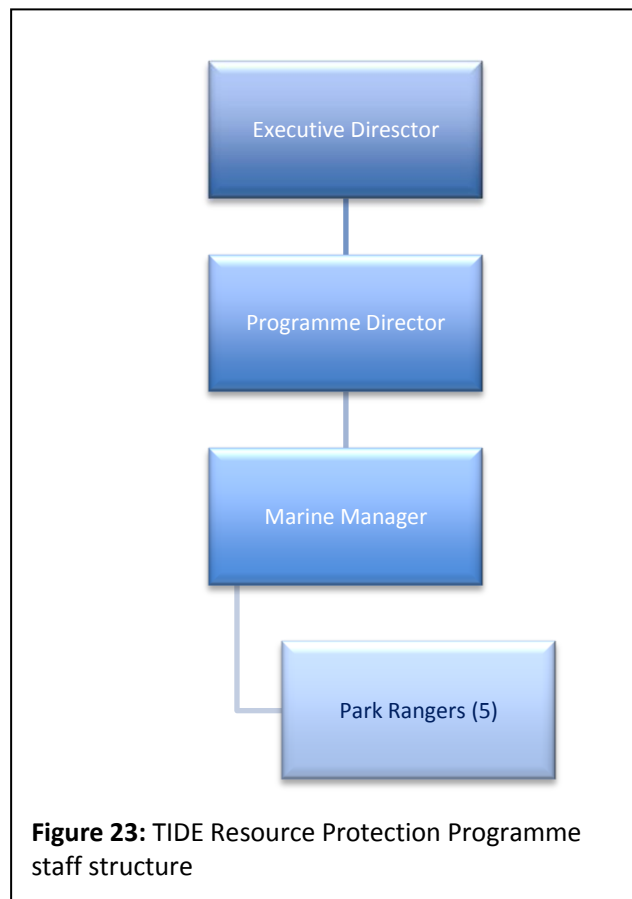 Executive Diresctor
Programme Director
Marine Manager
Park Rangers (5)
Figure 23: TIDE Resource Protection Programme
staff structure